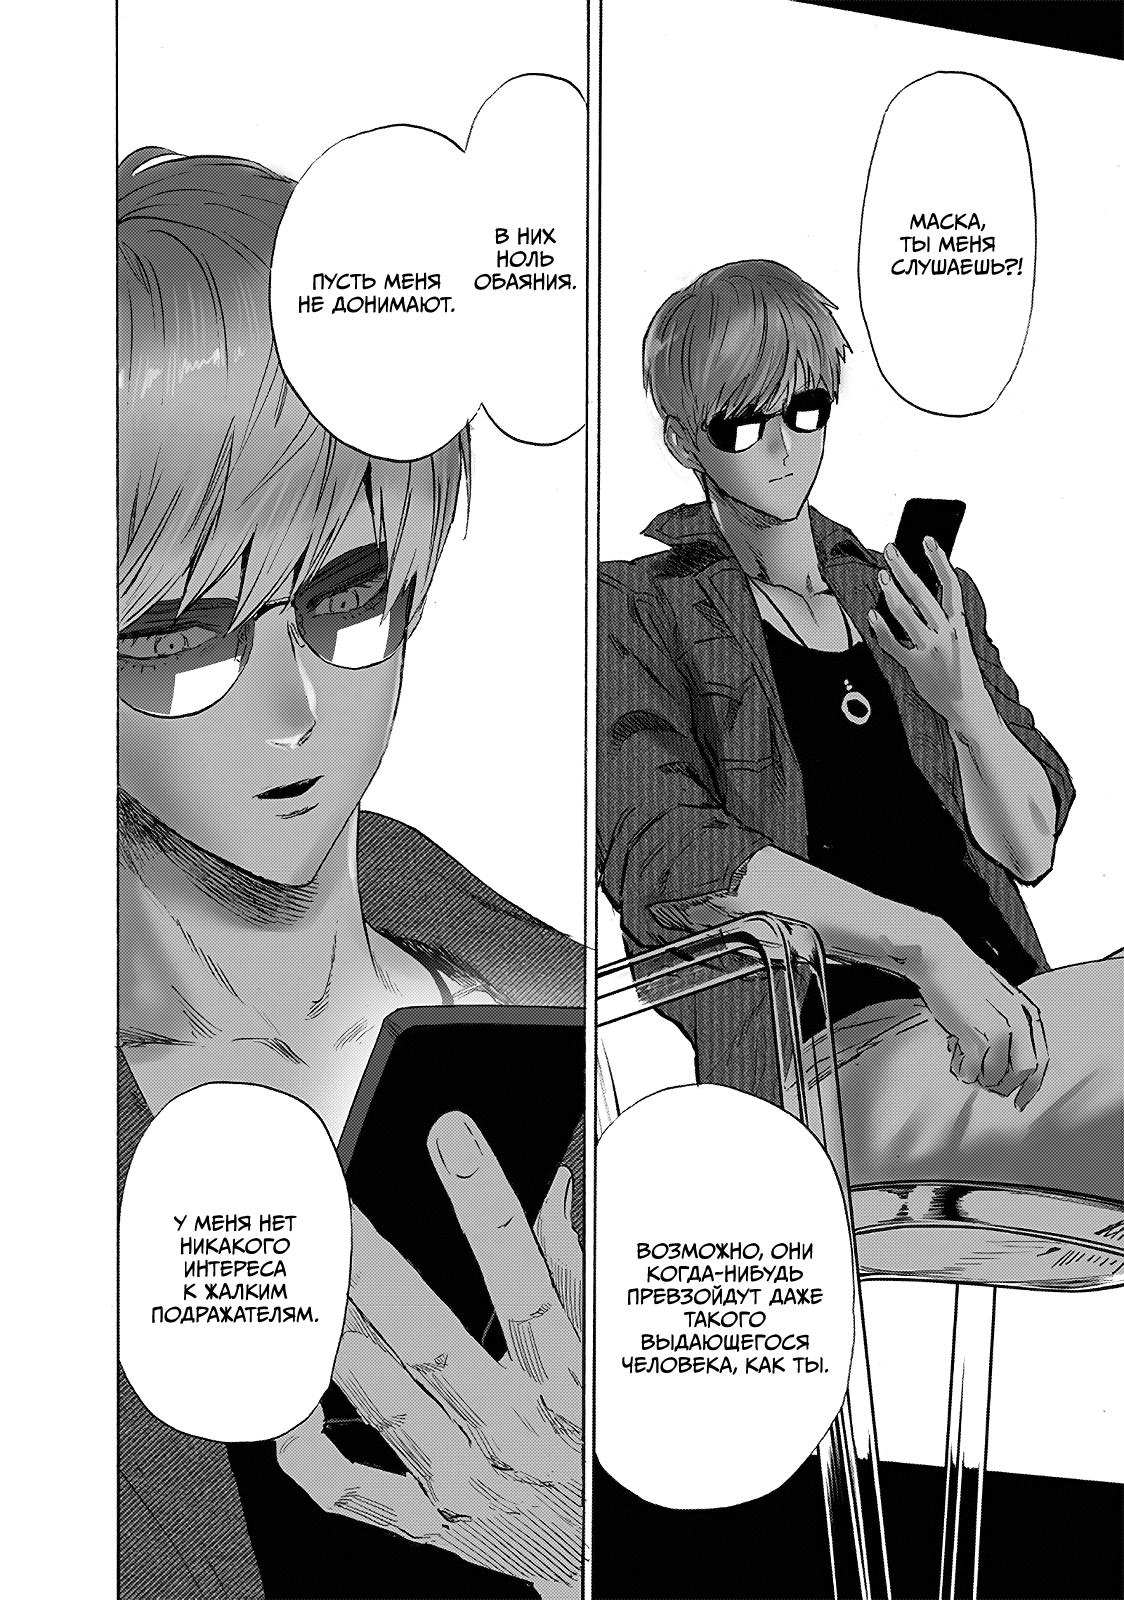 МАСКА,
ТЫ МЕНЯ
СЛУШАЕШЬ?!
ВОЗМОЖНО, ОНИ
КОГДА-НИБУДЬ
ПРЕВЗОЙДУТ ДАЖЕ
ТАКОГО
ВЫДАЮЩЕГОСЯ
ЧЕЛОВЕКА, КАК ТЫ.
В НИХ
НОЛЬ
ОБАЯНИЯ.
ПУСТЬ МЕНЯ
НЕ ДОНИМАЮТ.
У МЕНЯ НЕТ
НИКАКОГО
ИНТЕРЕСА
К ЖАЛКИМ
ПОДРАЖАТЕЛЯМ.